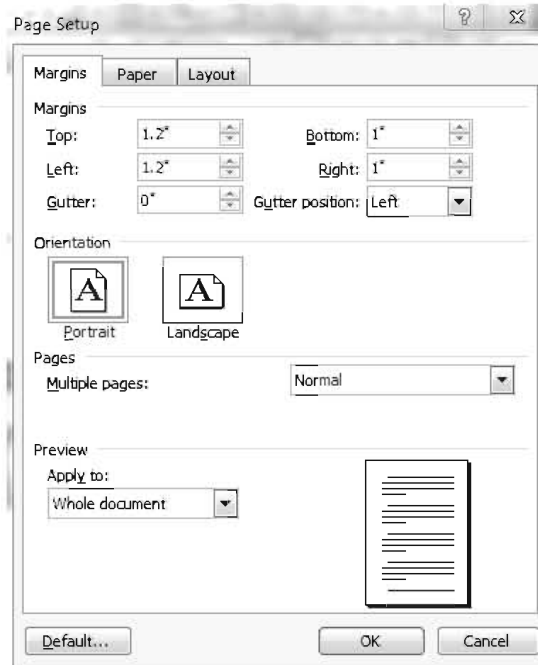 Page Setup
Margins Paper Layout
Margins
Top: 1.2" Bottom: 1"
Left: 1.2" Right: 1"
Gutter: 0" Gutter position: Left
Orientation
A A
Portrait Landscape
Pages
Multiple pages: Normal
Preview
Apply to:
Whole document
Default... OK Cancel